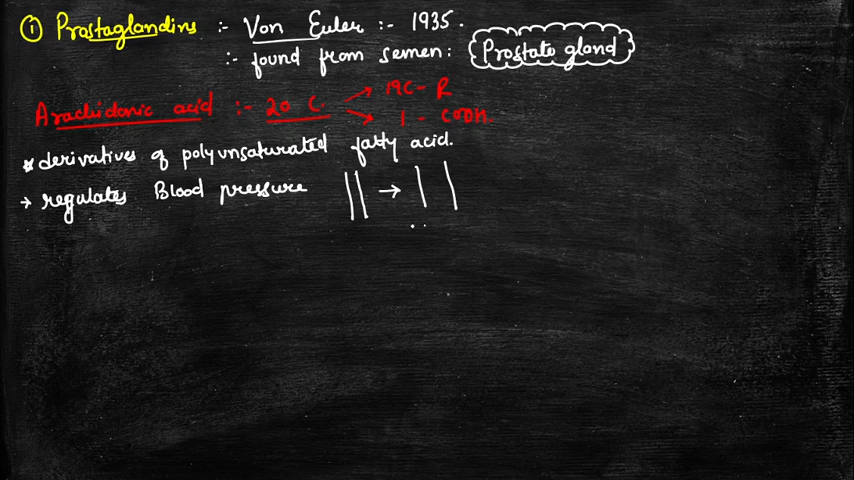 ① Prostaglandins :- Von Euler :- 1935.
:- found from semen: Prostate gland
Arachidonic acid :- 20 C. → 19C - R
→ 1 - COOH.
* derivatives of polyunsaturated fatty acid.
→ regulates Blood pressure →